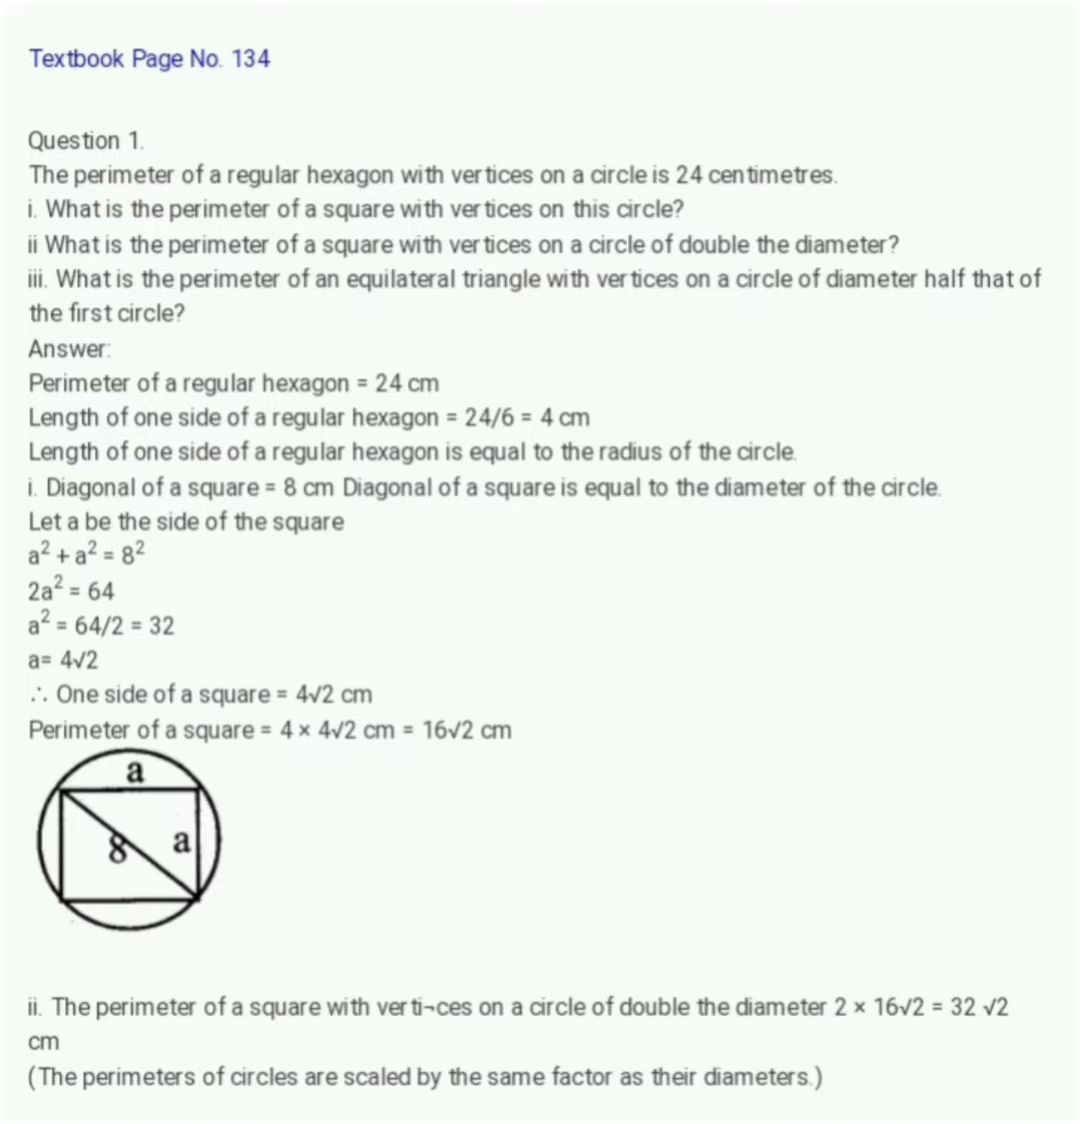 Textbook Page No. 134
Question 1.
The perimeter of a regular hexagon with vertices on a circle is 24 centimetres.
i. What is the perimeter of a square with vertices on this circle?
ii What is the perimeter of a square with vertices on a circle of double the diameter?
iii. What is the perimeter of an equilateral triangle with vertices on a circle of diameter half that of
the first circle?
Answer:
Perimeter of a regular hexagon = 24 cm
Length of one side of a regular hexagon = 24/6 = 4 cm
Length of one side of a regular hexagon is equal to the radius of the circle.
i. Diagonal of a square = 8 cm Diagonal of a square is equal to the diameter of the circle.
Let a be the side of the square
a² + a² = 8²
2a² = 64
a² = 64/2 = 32
a= 4√2
∴ One side of a square = 4√2 cm
Perimeter of a square = 4 × 4√2 cm = 16√2 cm
a
8 a
ii. The perimeter of a square with verti¬ces on a circle of double the diameter 2 × 16√2 = 32 √2
cm
(The perimeters of circles are scaled by the same factor as their diameters.)